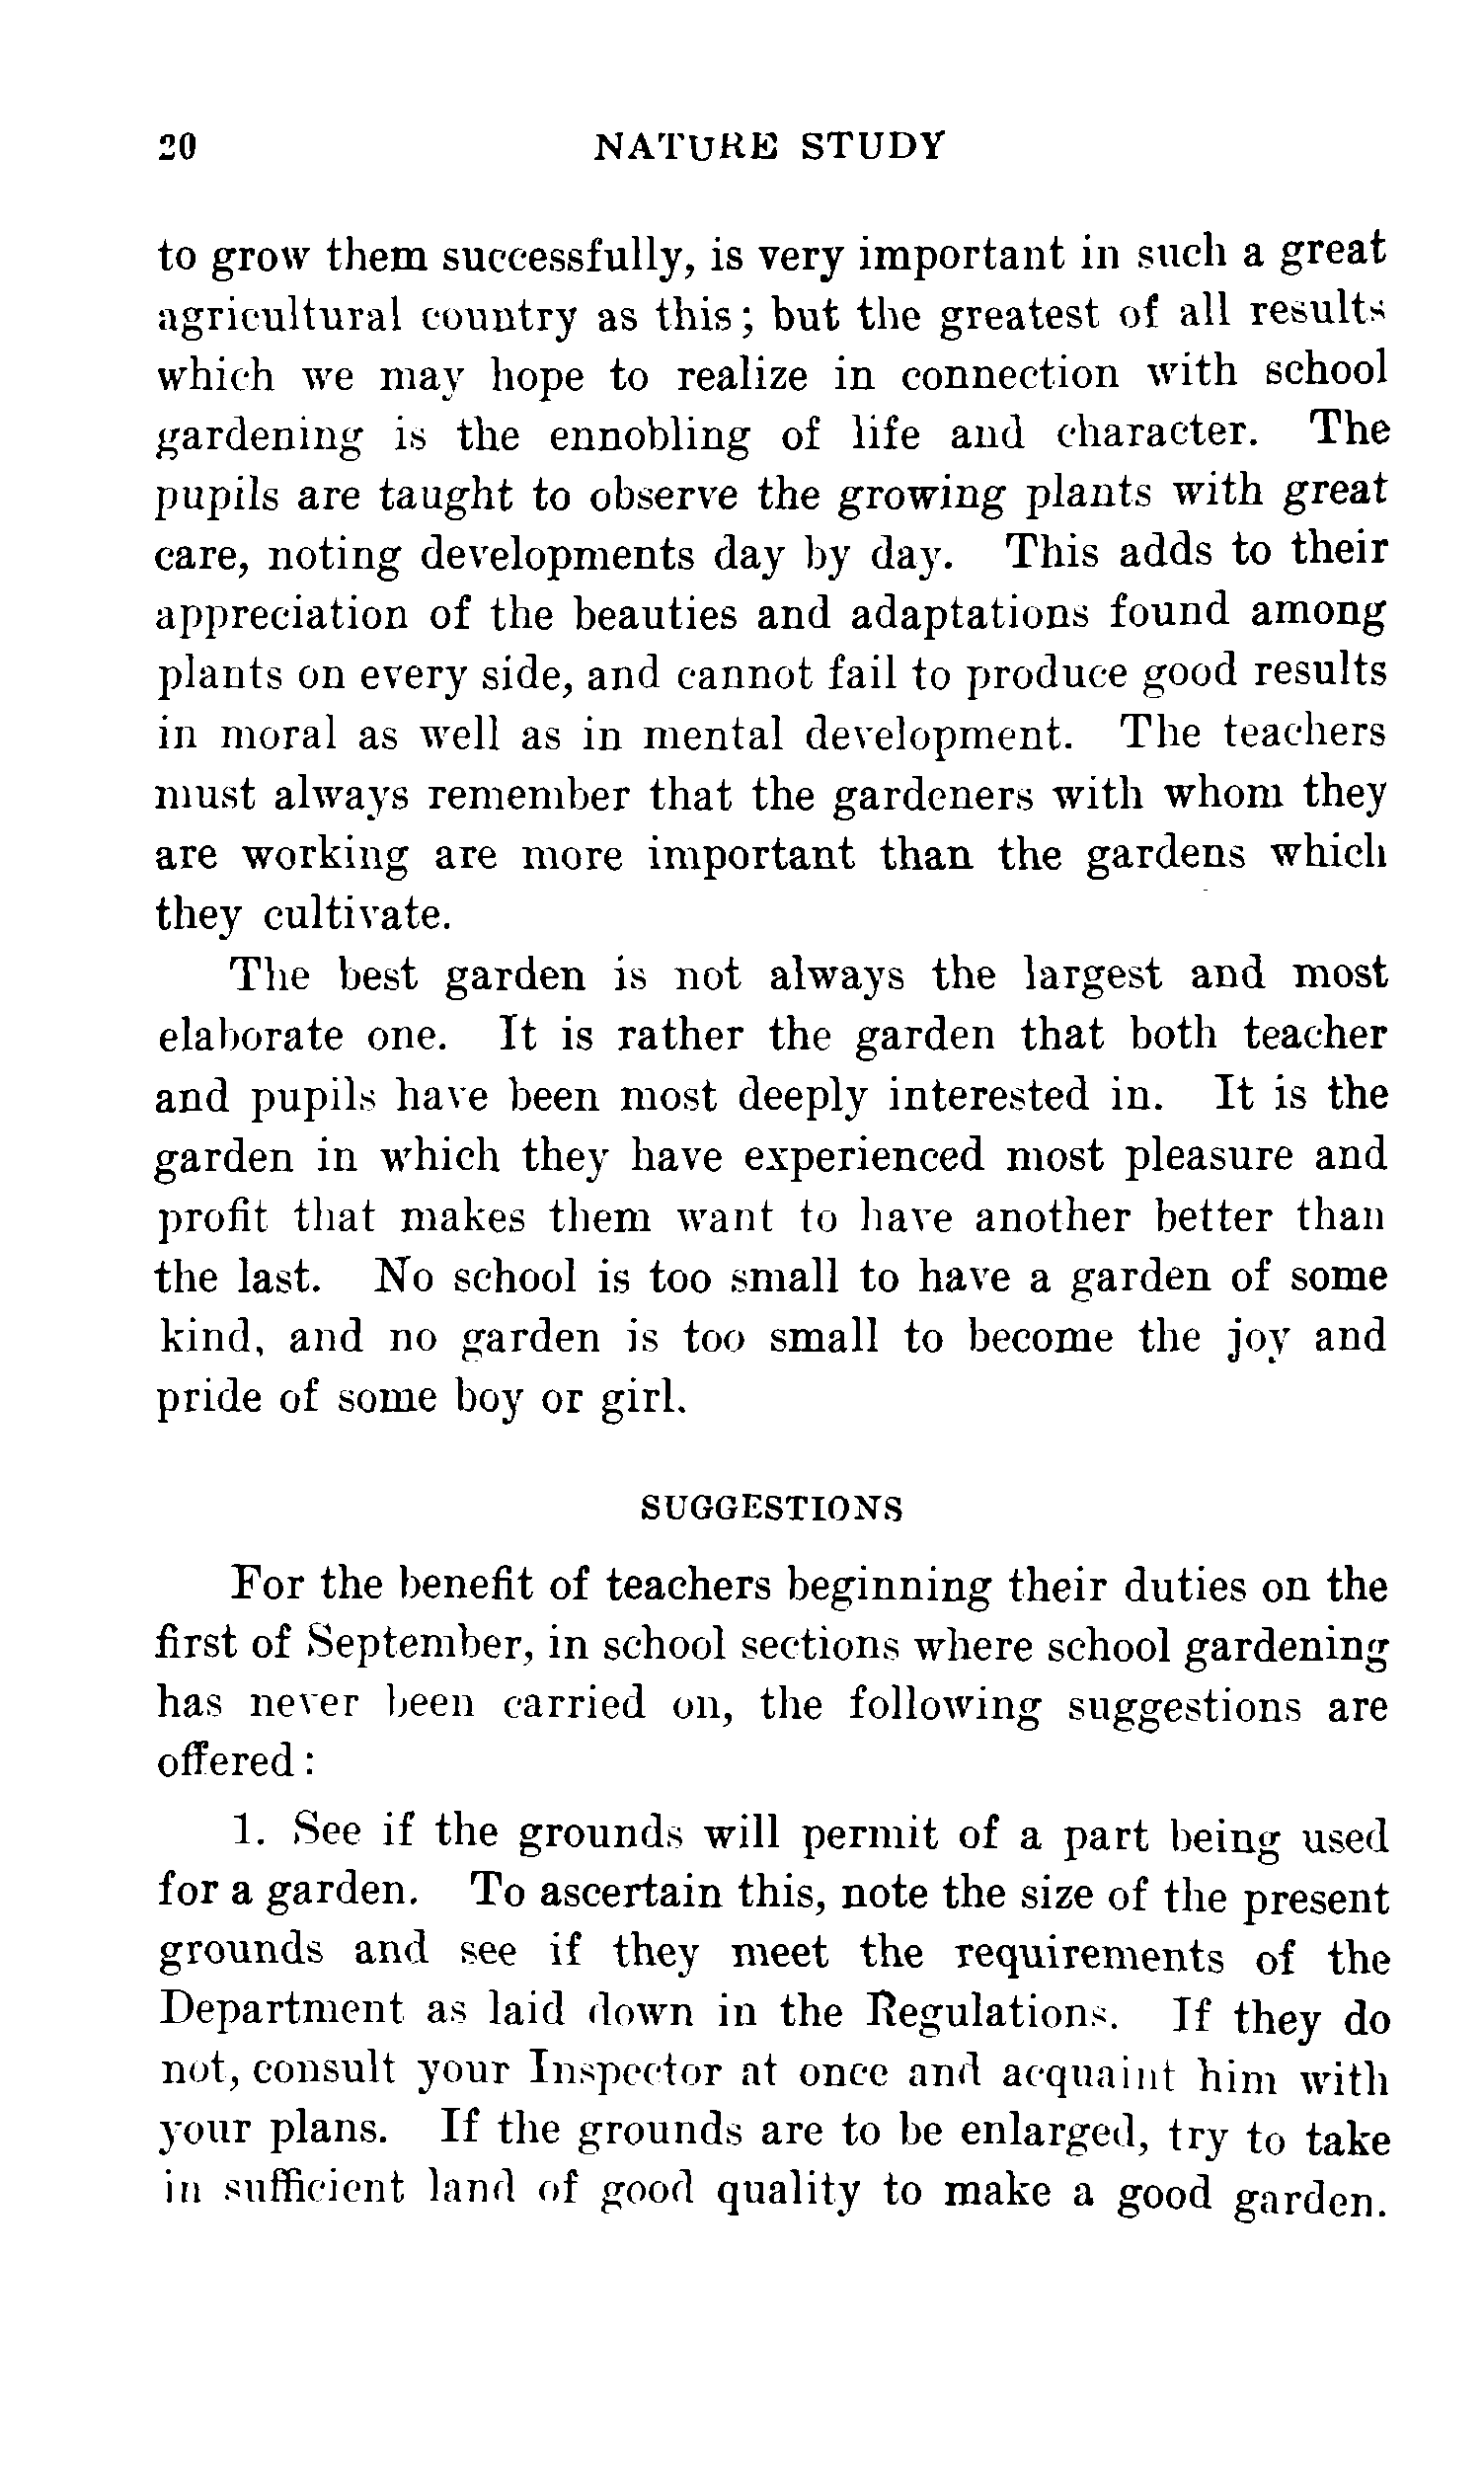 20 NATURE STUDY
to grow them successfully, is very important in such a great
agricultural country as this; but the greatest of all results
which we may hope to realize in connection with school
gardening is the ennobling of life and character. The
pupils are taught to observe the growing plants with great
care, noting developments day by day. This adds to their
appreciation of the beauties and adaptations found among
plants on every side, and cannot fail to produce good results
in moral as well as in mental development. The teachers
must always remember that the gardeners with whom they
are working are more important than the gardens which
they cultivate.
The best garden is not always the largest and most
elaborate one. It is rather the garden that both teacher
and pupils have been most deeply interested in. It is the
garden in which they have experienced most pleasure and
profit that makes them want to have another better than
the last. No school is too small to have a garden of some
kind, and no garden is too small to become the joy and
pride of some boy or girl.
SUGGESTIONS
For the benefit of teachers beginning their duties on the
first of September, in school sections where school gardening
has never been carried on, the following suggestions are
offered:
1. See if the grounds will permit of a part being used
for a garden. To ascertain this, note the size of the present
grounds and see if they meet the requirements of the
Department as laid down in the Regulations. If they do
not, consult your Inspector at once and acquaint him with
your plans. If the grounds are to be enlarged, try to take
in sufficient land of good quality to make a good garden.